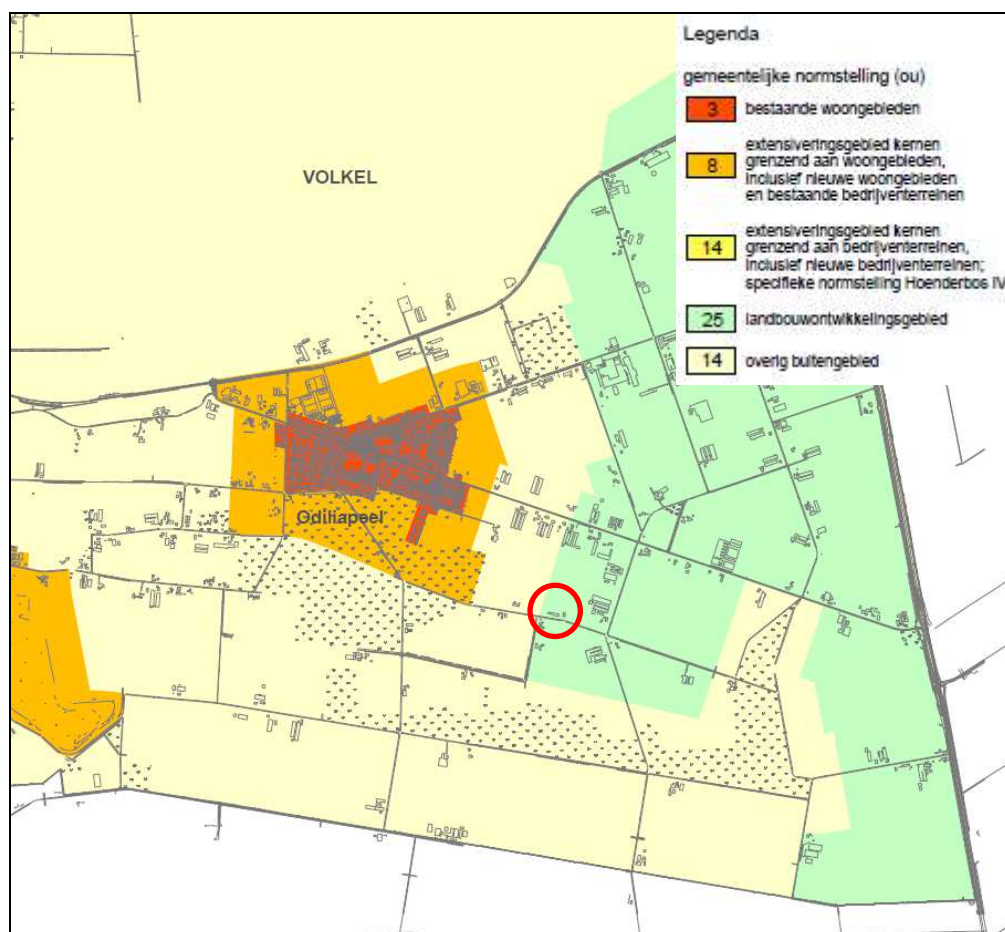 Legenda
gemeentelijke normstelling (ou)
3 bestaande woongebieden
8 extensiveringsgebied kernen
grenzend aan woongebieden,
inclusief nieuwe woongebieden
en bestaande bedrijventerreinen
14 extensiveringsgebied kernen
grenzend aan bedrijventerreinen,
inclusief nieuwe bedrijventerreinen;
specifieke normstelling Hoenderbos IV
25 landbouwontwikkelingsgebied
14 overig buitengebied
VOLKEL
Odiliapeel